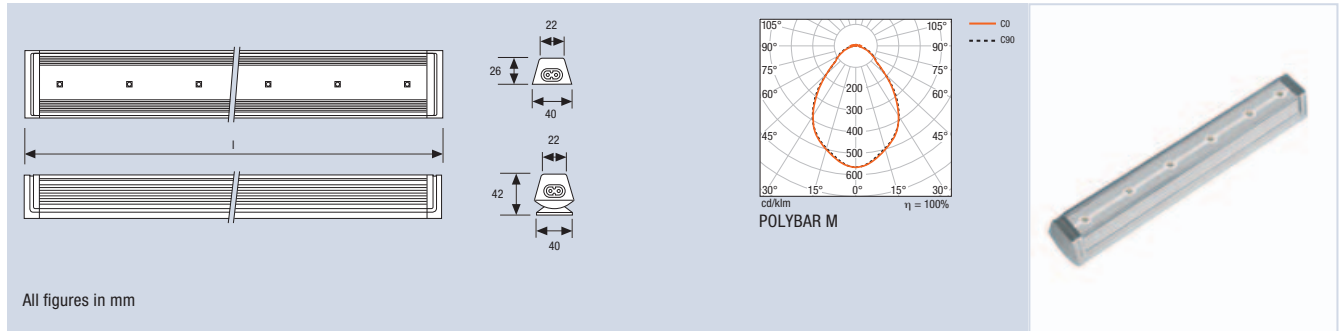 22
26
40
l
22
42
40
All figures in mm
105° 105°
90° 90°
75° 75°
60° 60°
45° 45°
200
300
400
500
600
30° 15° 0° 15° 30°
cd/klm η = 100%
POLYBAR M
C0
C90